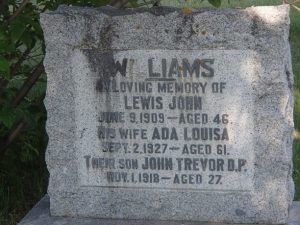 W LLIAMS
IN LOVING MEMORY OF
LEWIS JOHN
JUNE 9, 1909 — AGED 46.
HIS WIFE ADA LOUISA
SEPT. 2, 1927 — AGED 61.
THEIR SON JOHN TREVOR D.P.
NOV. 1, 1918 — AGED 27.